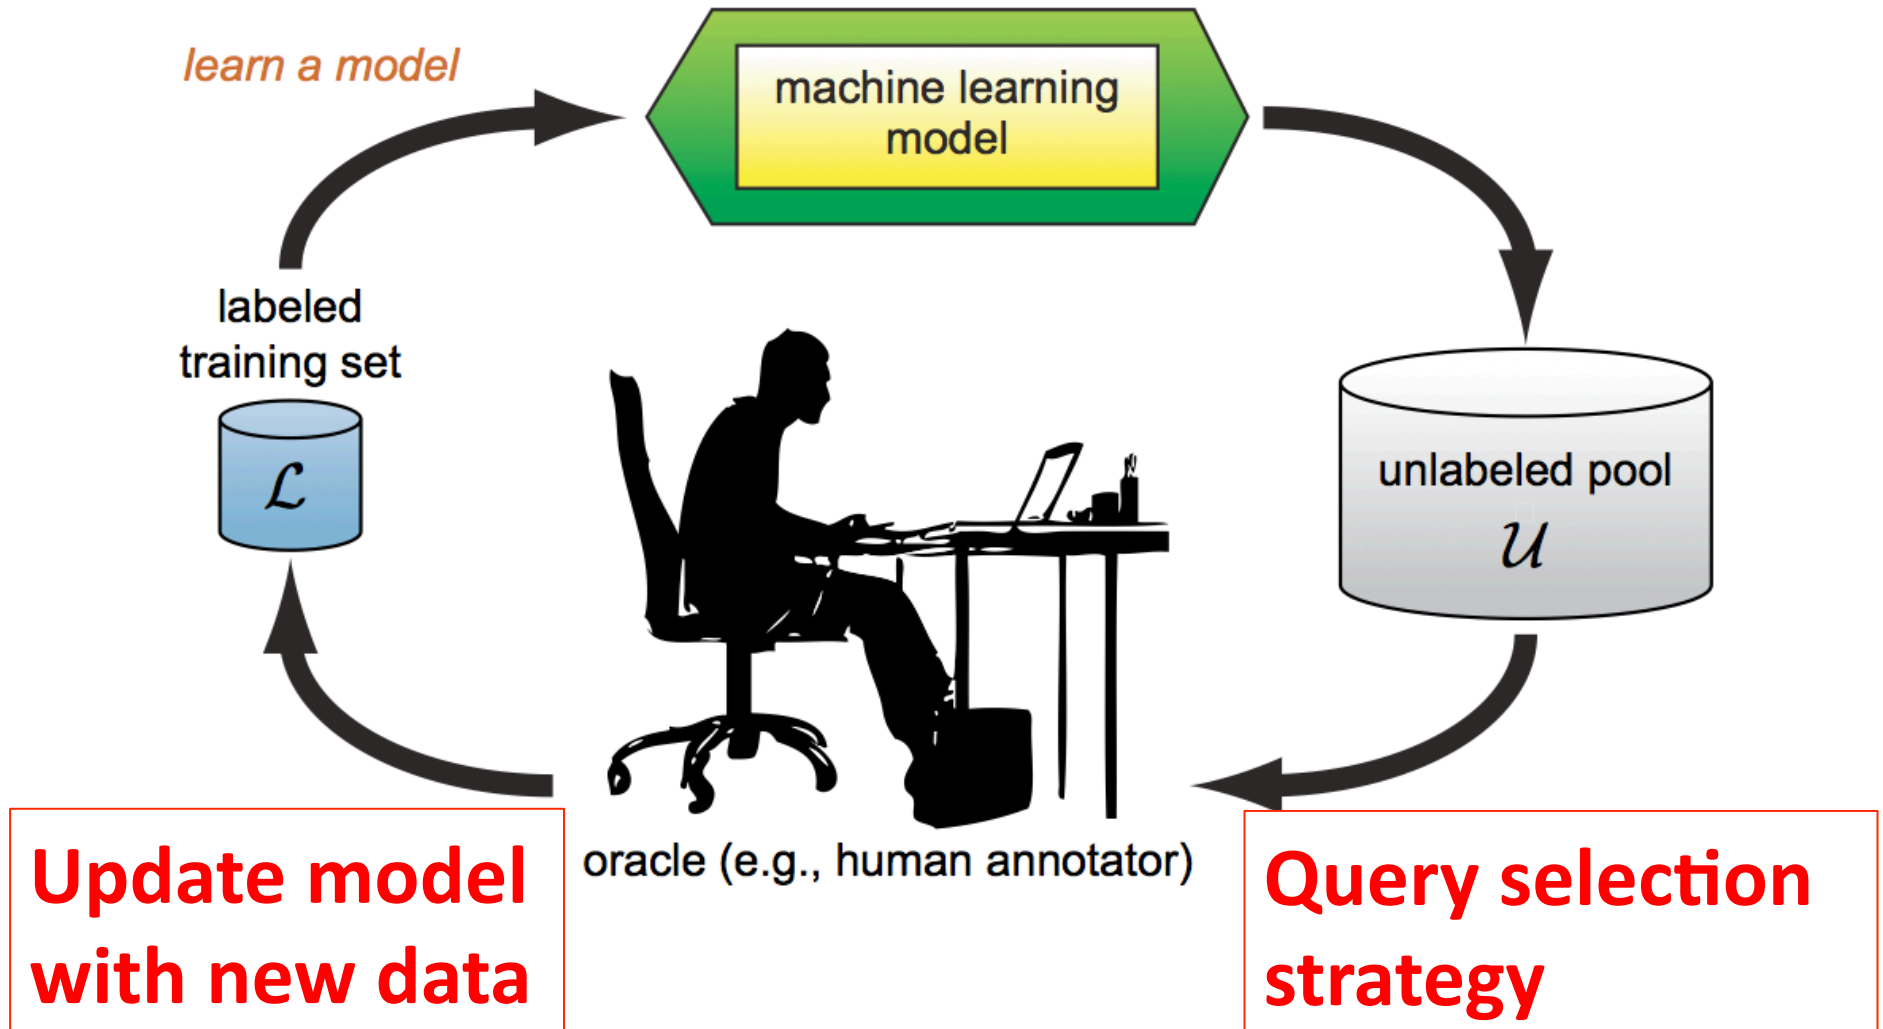 learn a model
machine learning
model
labeled
training set
ℒ
unlabeled pool
𝒰
oracle (e.g., human annotator)
Update model
with new data
Query selection
strategy